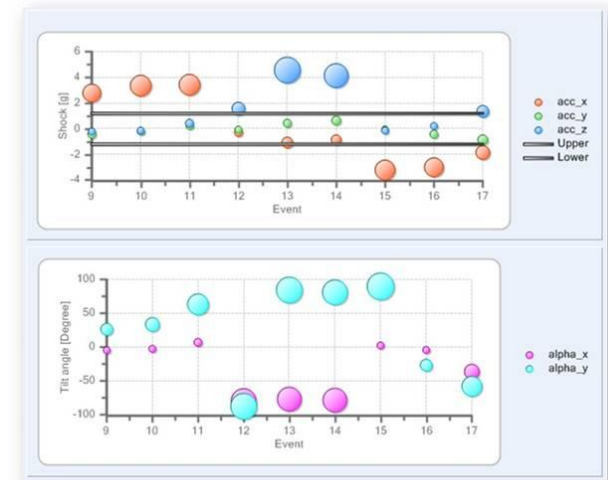 6
4
2
0
-2
-4
Shock [g]
9 10 11 12 13 14 15 16 17
Event
acc_x
acc_y
acc_z
Upper
Lower
100
50
0
-50
-100
Tilt angle [Degree]
9 10 11 12 13 14 15 16 17
Event
alpha_x
alpha_y